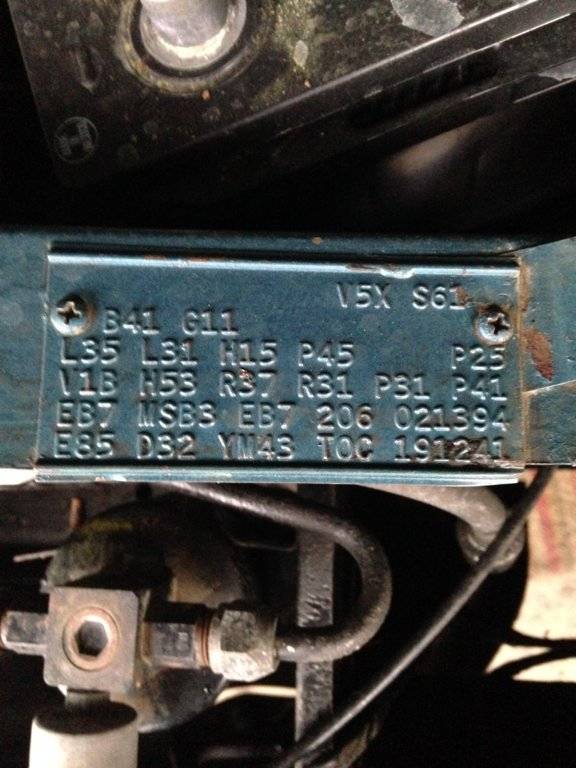 V5X S61
B41 G11
L35 L31 H15 P45 P25
V1B H53 R37 R31 P31 P41
EB7 MSB3 EB7 206 021394
E85 D32 YM43 TOC 191241